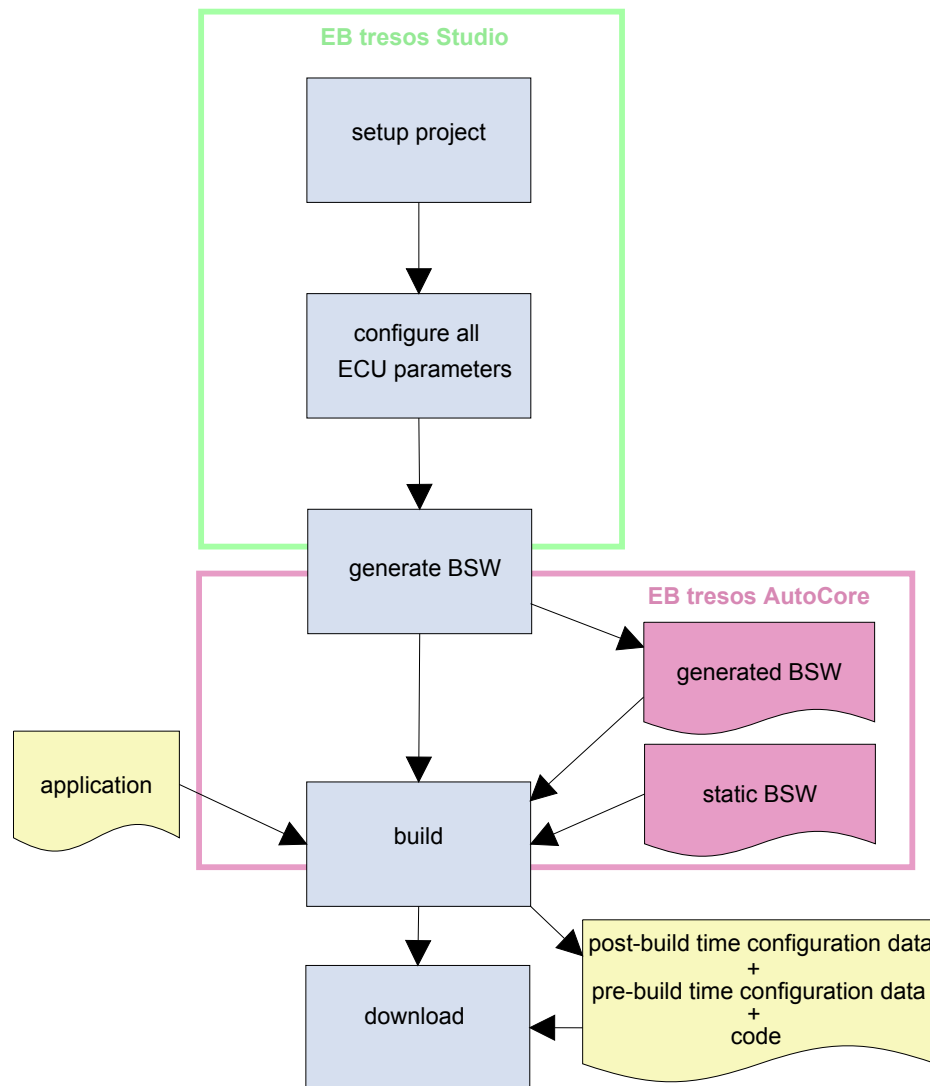 EB tresos Studio
setup project
configure all
ECU parameters
generate BSW
EB tresos AutoCore
generated BSW
application
static BSW
build
post-build time configuration data
+
pre-build time configuration data
+
code
download